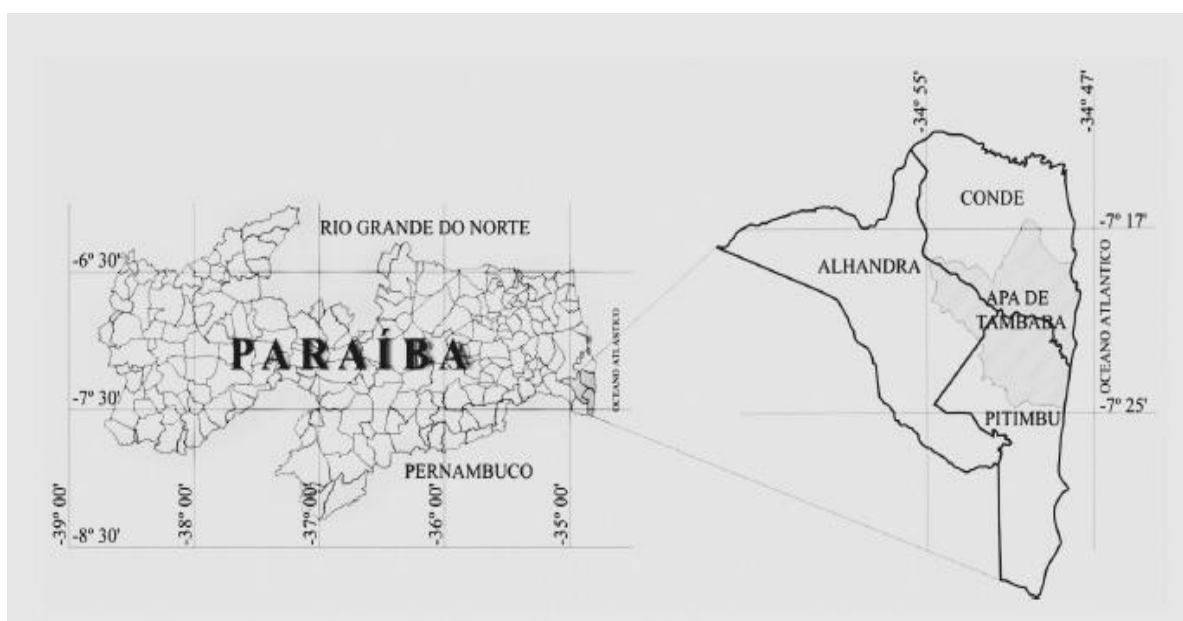 RIO GRANDE DO NORTE
-6º 30'
PARAÍBA
OCEANO ATLÂNTICO
-7º 30'
PERNAMBUCO
-39º 00'
-38º 00'
-37º 00'
-36º 00'
-35º 00'
-8º 30'
-34º 55'
-34º 47'
CONDE
-7º 17'
ALHANDRA
APA DE
TAMBABA
OCEANO ATLANTICO
-7º 25'
PITIMBU